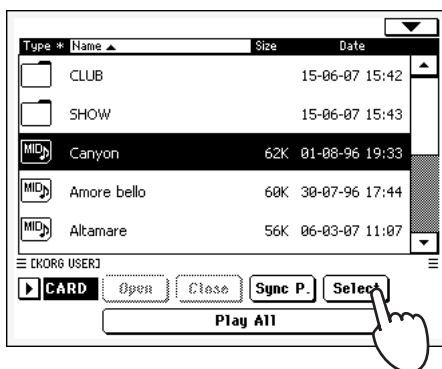 Type * Name ▲ Size Date
CLUB 15-06-07 15:42
SHOW 15-06-07 15:43
MID Canyon 62K 01-08-96 19:33
MID Amore bello 60K 30-07-96 17:44
MID Altamare 56K 06-03-07 11:07
[KORG USER]
CARD Open Close Sync P. Select
Play All